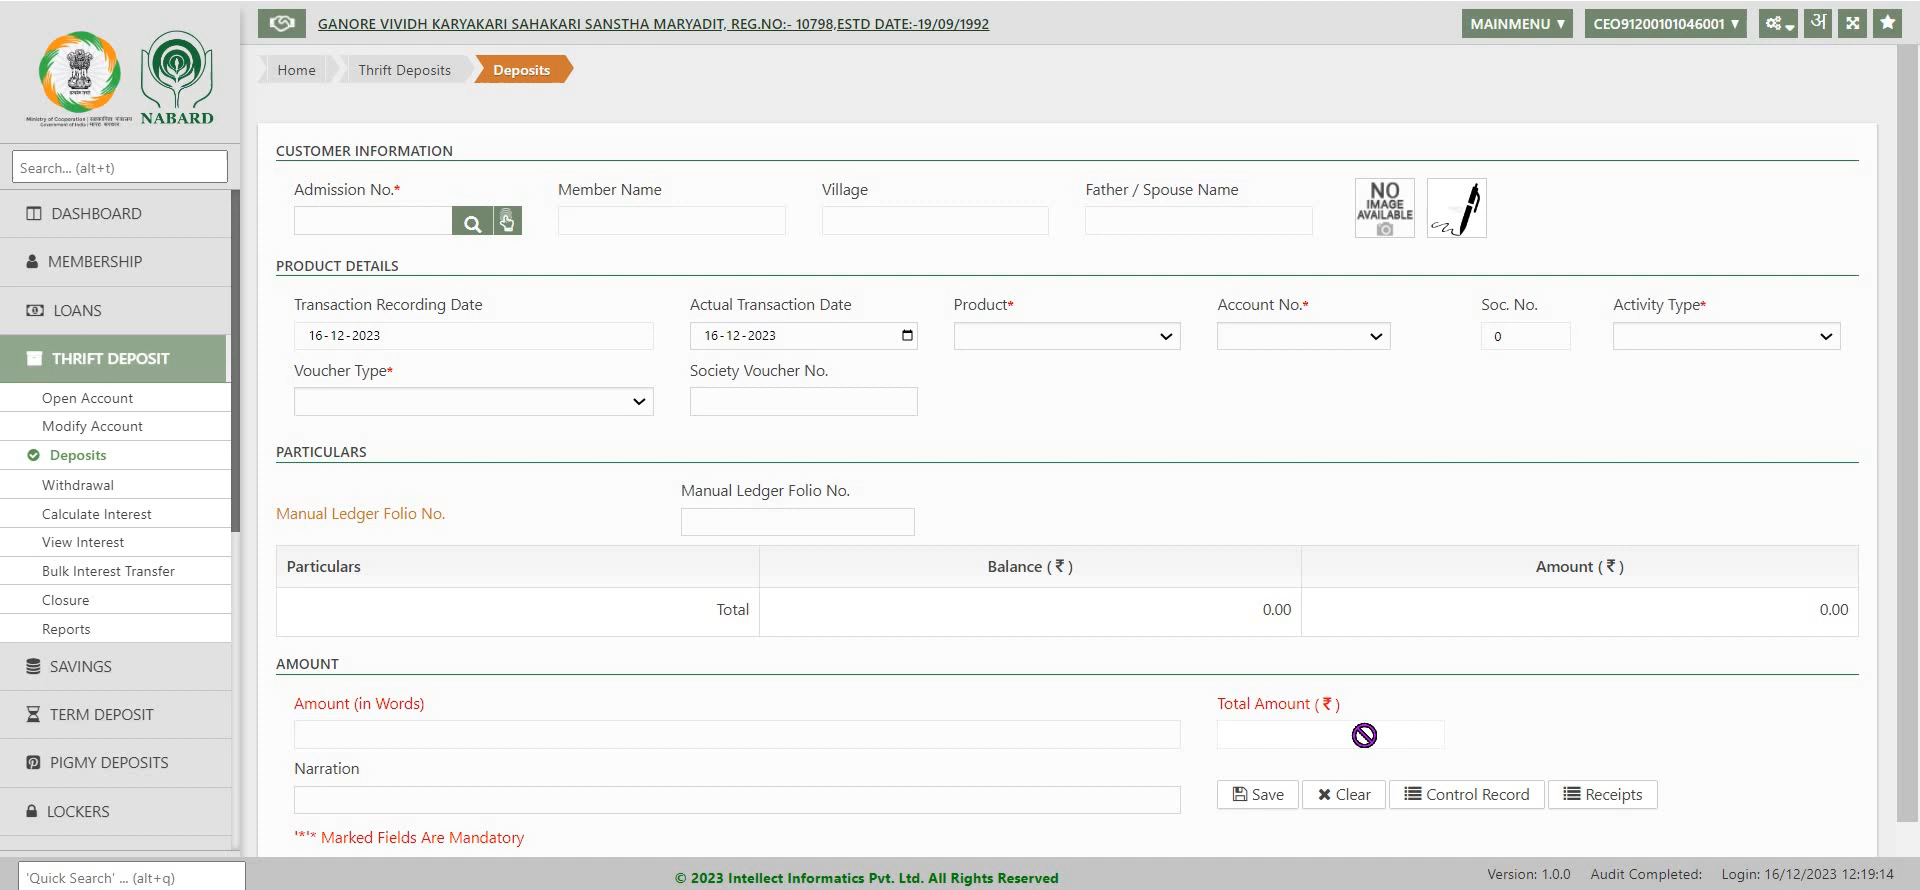 GANORE VIVIDH KARYAKARI SAHAKARI SANSTHA MARYADIT, REG.NO:- 10798,ESTD DATE:-19/09/1992
MAINMENU ▾
CEO91200101046001 ▾
अ
Ministry of Cooperation
Government of India
NABARD
Home
Thrift Deposits
Deposits
Search... (alt+t)
DASHBOARD
MEMBERSHIP
LOANS
THRIFT DEPOSIT
Open Account
Modify Account
Deposits
Withdrawal
Calculate Interest
View Interest
Bulk Interest Transfer
Closure
Reports
SAVINGS
TERM DEPOSIT
PIGMY DEPOSITS
LOCKERS
'Quick Search' ... (alt+q)
CUSTOMER INFORMATION
Admission No.*
Member Name
Village
Father / Spouse Name
NO IMAGE AVAILABLE
PRODUCT DETAILS
Transaction Recording Date
Actual Transaction Date
Product*
Account No.*
Soc. No.
Activity Type*
16-12-2023
16-12-2023
0
Voucher Type*
Society Voucher No.
PARTICULARS
Manual Ledger Folio No.
Manual Ledger Folio No.
Particulars
Balance ( ₹ )
Amount ( ₹ )
Total
0.00
0.00
AMOUNT
Amount (in Words)
Total Amount ( ₹ )
Narration
Save
Clear
Control Record
Receipts
'*'* Marked Fields Are Mandatory
© 2023 Intellect Informatics Pvt. Ltd. All Rights Reserved
Version: 1.0.0
Audit Completed:
Login: 16/12/2023 12:19:14